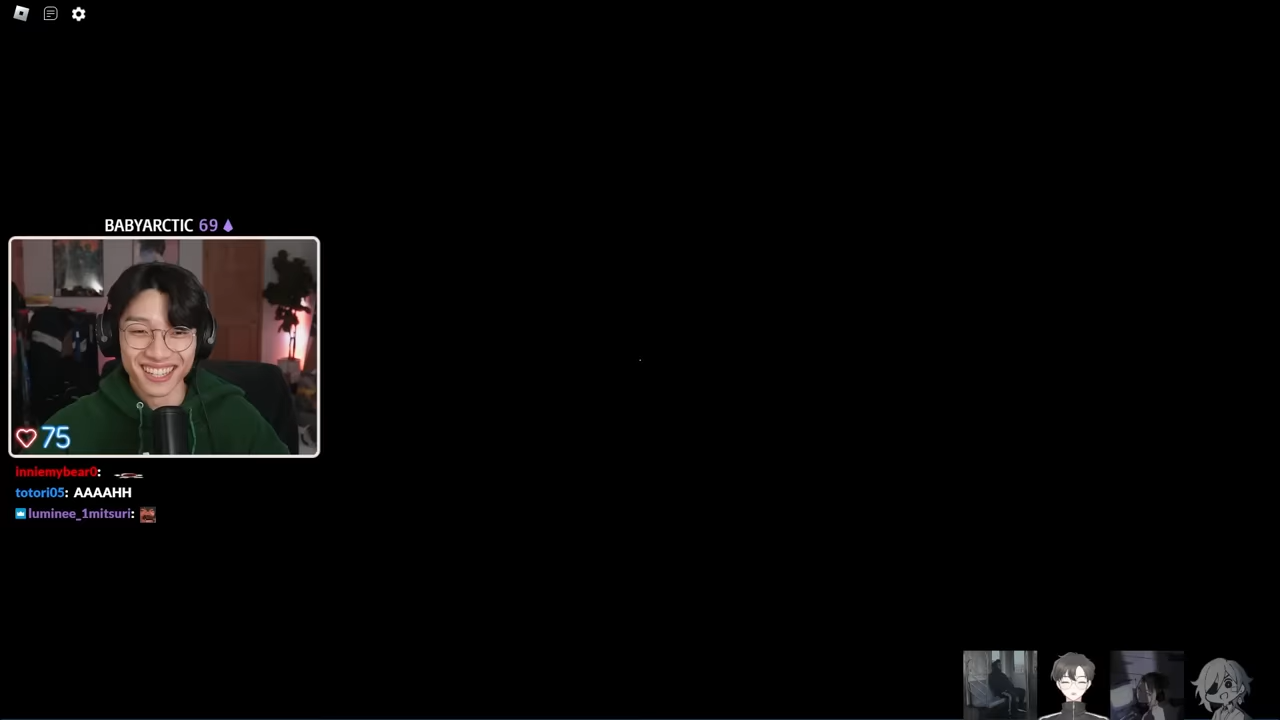 BABYARCTIC 69
75
inniemybear0:
totori05: AAAAHH
luminee_1mitsuri: